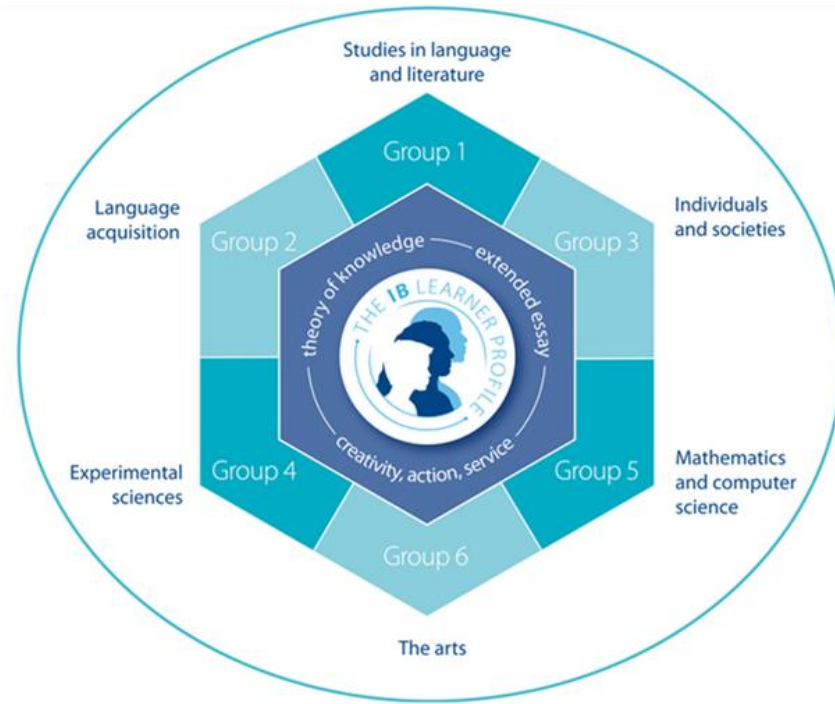 Studies in language
and literature
Group 1
Language
acquisition
Group 2
Group 3
Individuals
and societies
theory of knowledge
extended essay
THE IB LEARNER PROFILE
creativity, action, service
Experimental
sciences
Group 4
Group 5
Mathematics
and computer
science
Group 6
The arts